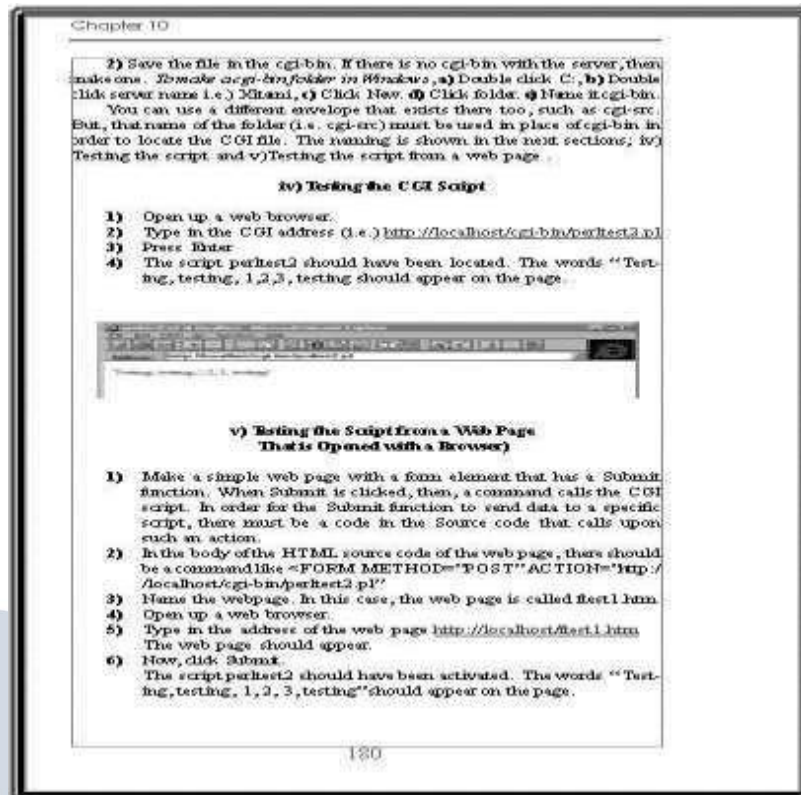 Chapter 10
2) Save the file in the cgi-bin. If there is no cgi-bin with the server, then
make one. To make a cgi-bin folder in Windows, a) Double click C:, b) Double
click server name i.e.) Xitami, c) Click New. d) Click folder. e) Name it cgi-bin.
You can use a different envelope that exists there too, such as cgi-src.
But, that name of the folder (i.e. cgi-src) must be used in place of cgi-bin in
order to locate the CGI file. The naming is shown in the next sections; iv)
Testing the script and v)Testing the script from a web page.
iv) Testing the CGI Script
1) Open up a web browser.
2) Type in the CGI address (i.e.) http://localhost/cgi-bin/perltest2.pl
3) Press Enter
4) The script perltest2 should have been located. The words “Test-
ing, testing, 1,2,3, testing should appear on the page.
v) Testing the Script from a Web Page
That is Opened with a Browser)
1) Make a simple web page with a form element that has a Submit
function. When Submit is clicked, then, a command calls the CGI
script. In order for the Submit function to send data to a specific
script, there must be a code in the Source code that calls upon
such an action.
2) In the body of the HTML source code of the web page, there should
be a command like <FORM METHOD="POST" ACTION="http:/
/localhost/cgi-bin/perltest2.pl"
3) Name the webpage. In this case, the web page is called ftest1.htm
4) Open up a web browser.
5) Type in the address of the web page http://localhost/ftest1.htm
The web page should appear.
6) Now, click Submit.
The script perltest2 should have been activated. The words “Test-
ing, testing, 1, 2, 3, testing” should appear on the page.
180